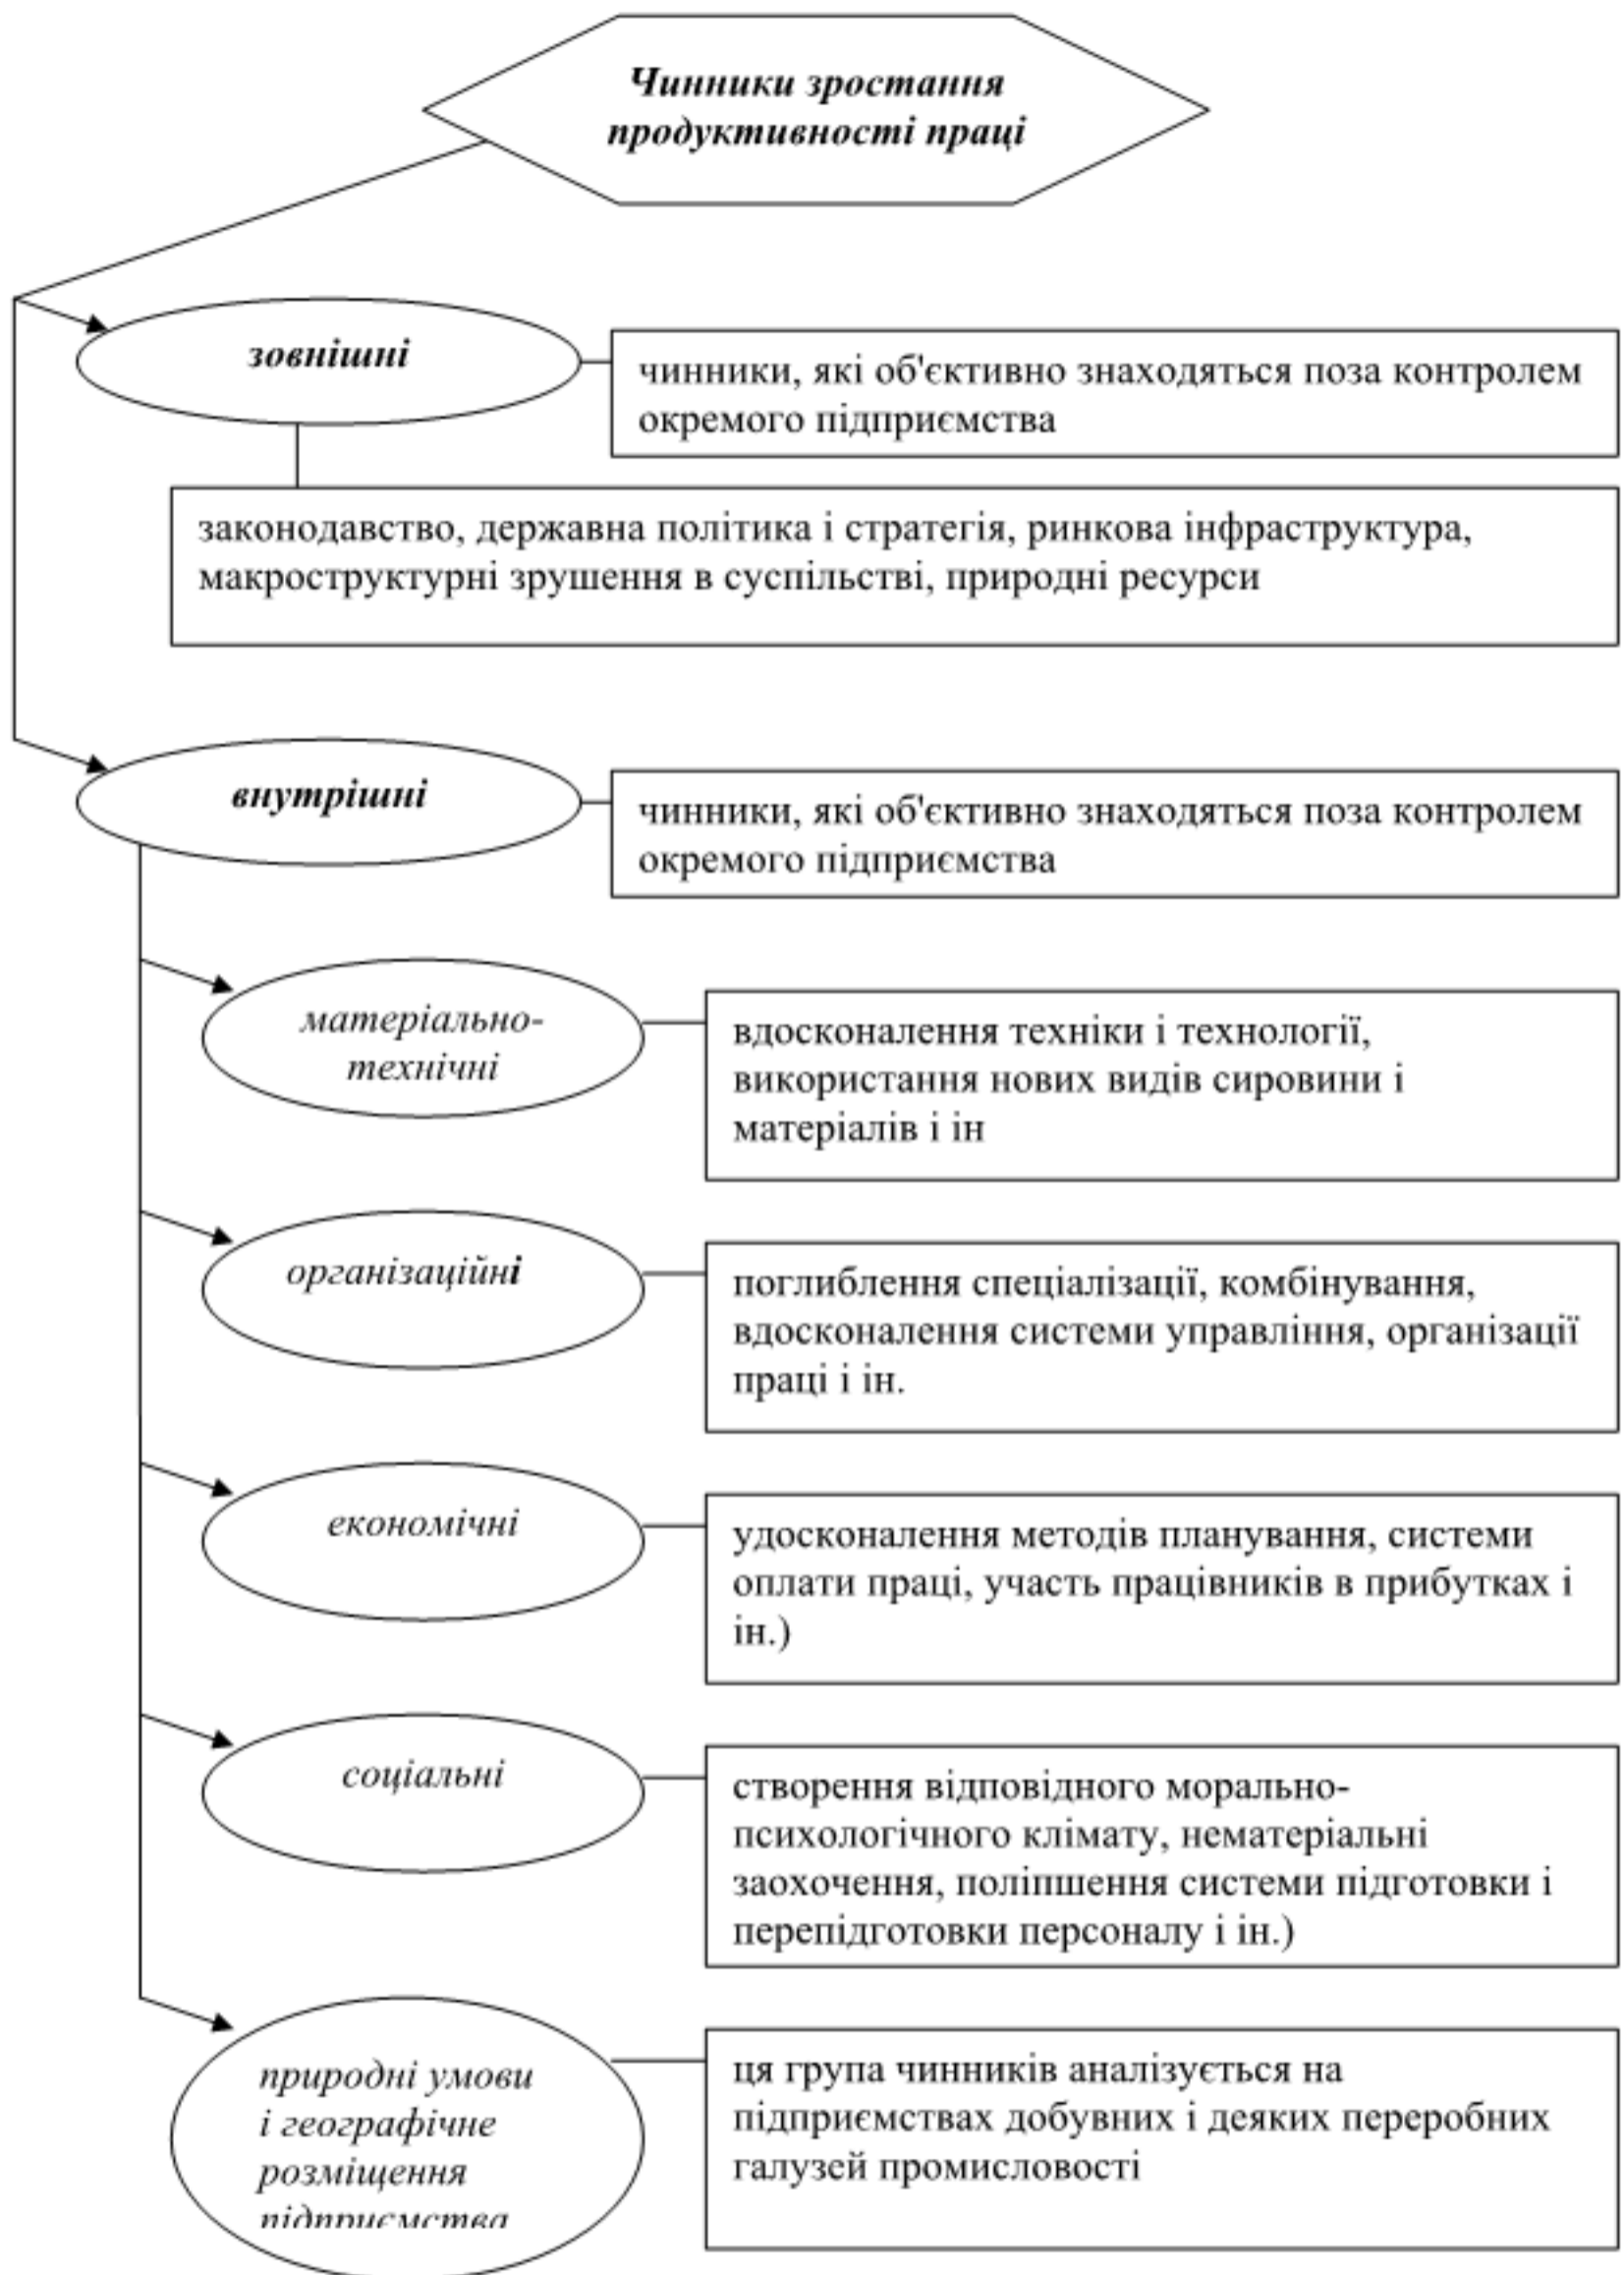 Чинники зростання
продуктивності праці
зовнішні
чинники, які об'єктивно знаходяться поза контролем
окремого підприємства
законодавство, державна політика і стратегія, ринкова інфраструктура,
макроструктурні зрушення в суспільстві, природні ресурси
внутрішні
чинники, які об'єктивно знаходяться поза контролем
окремого підприємства
матеріально-
технічні
вдосконалення техніки і технології,
використання нових видів сировини і
матеріалів і ін
організаційні
поглиблення спеціалізації, комбінування,
вдосконалення системи управління, організації
праці і ін.
економічні
удосконалення методів планування, системи
оплати праці, участь працівників в прибутках і
ін.)
соціальні
створення відповідного морально-
психологічного клімату, нематеріальні
заохочення, поліпшення системи підготовки і
перепідготовки персоналу і ін.)
природні умови
і географічне
розміщення
підприємства
ця група чинників аналізується на
підприємствах добувних і деяких переробних
галузей промисловості